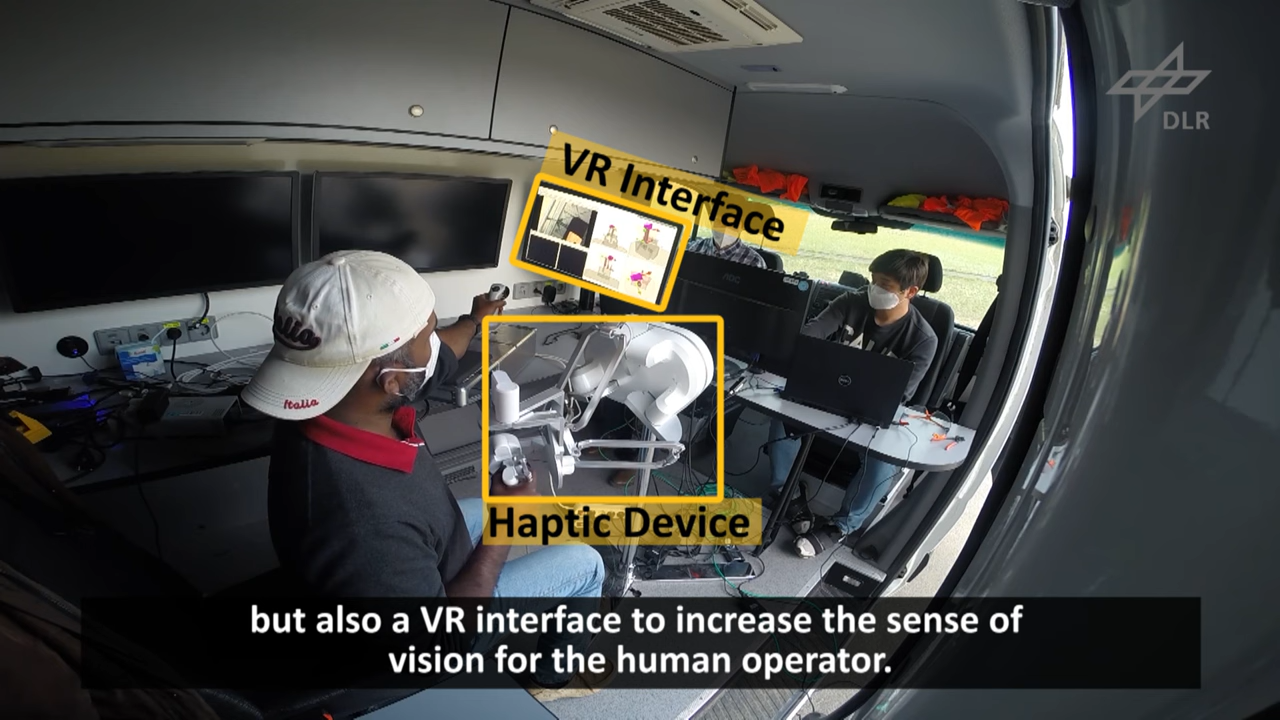 DLR
VR Interface
AOC
Italia
DELL
Haptic Device
but also a VR interface to increase the sense of
vision for the human operator.